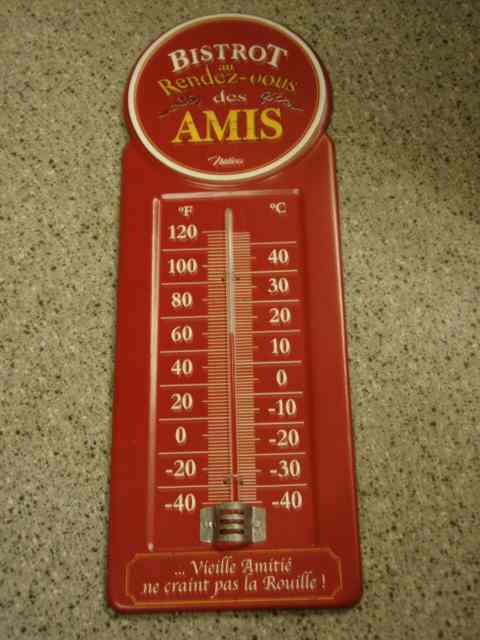 BISTROT
au
Rendez-vous
des
AMIS
Natives
°F °C
120
40
100
30
80
20
60
10
40
0
20
-10
0
-20
-20
-30
-40 -40
... Vieille Amitié
ne craint pas la Rouille !